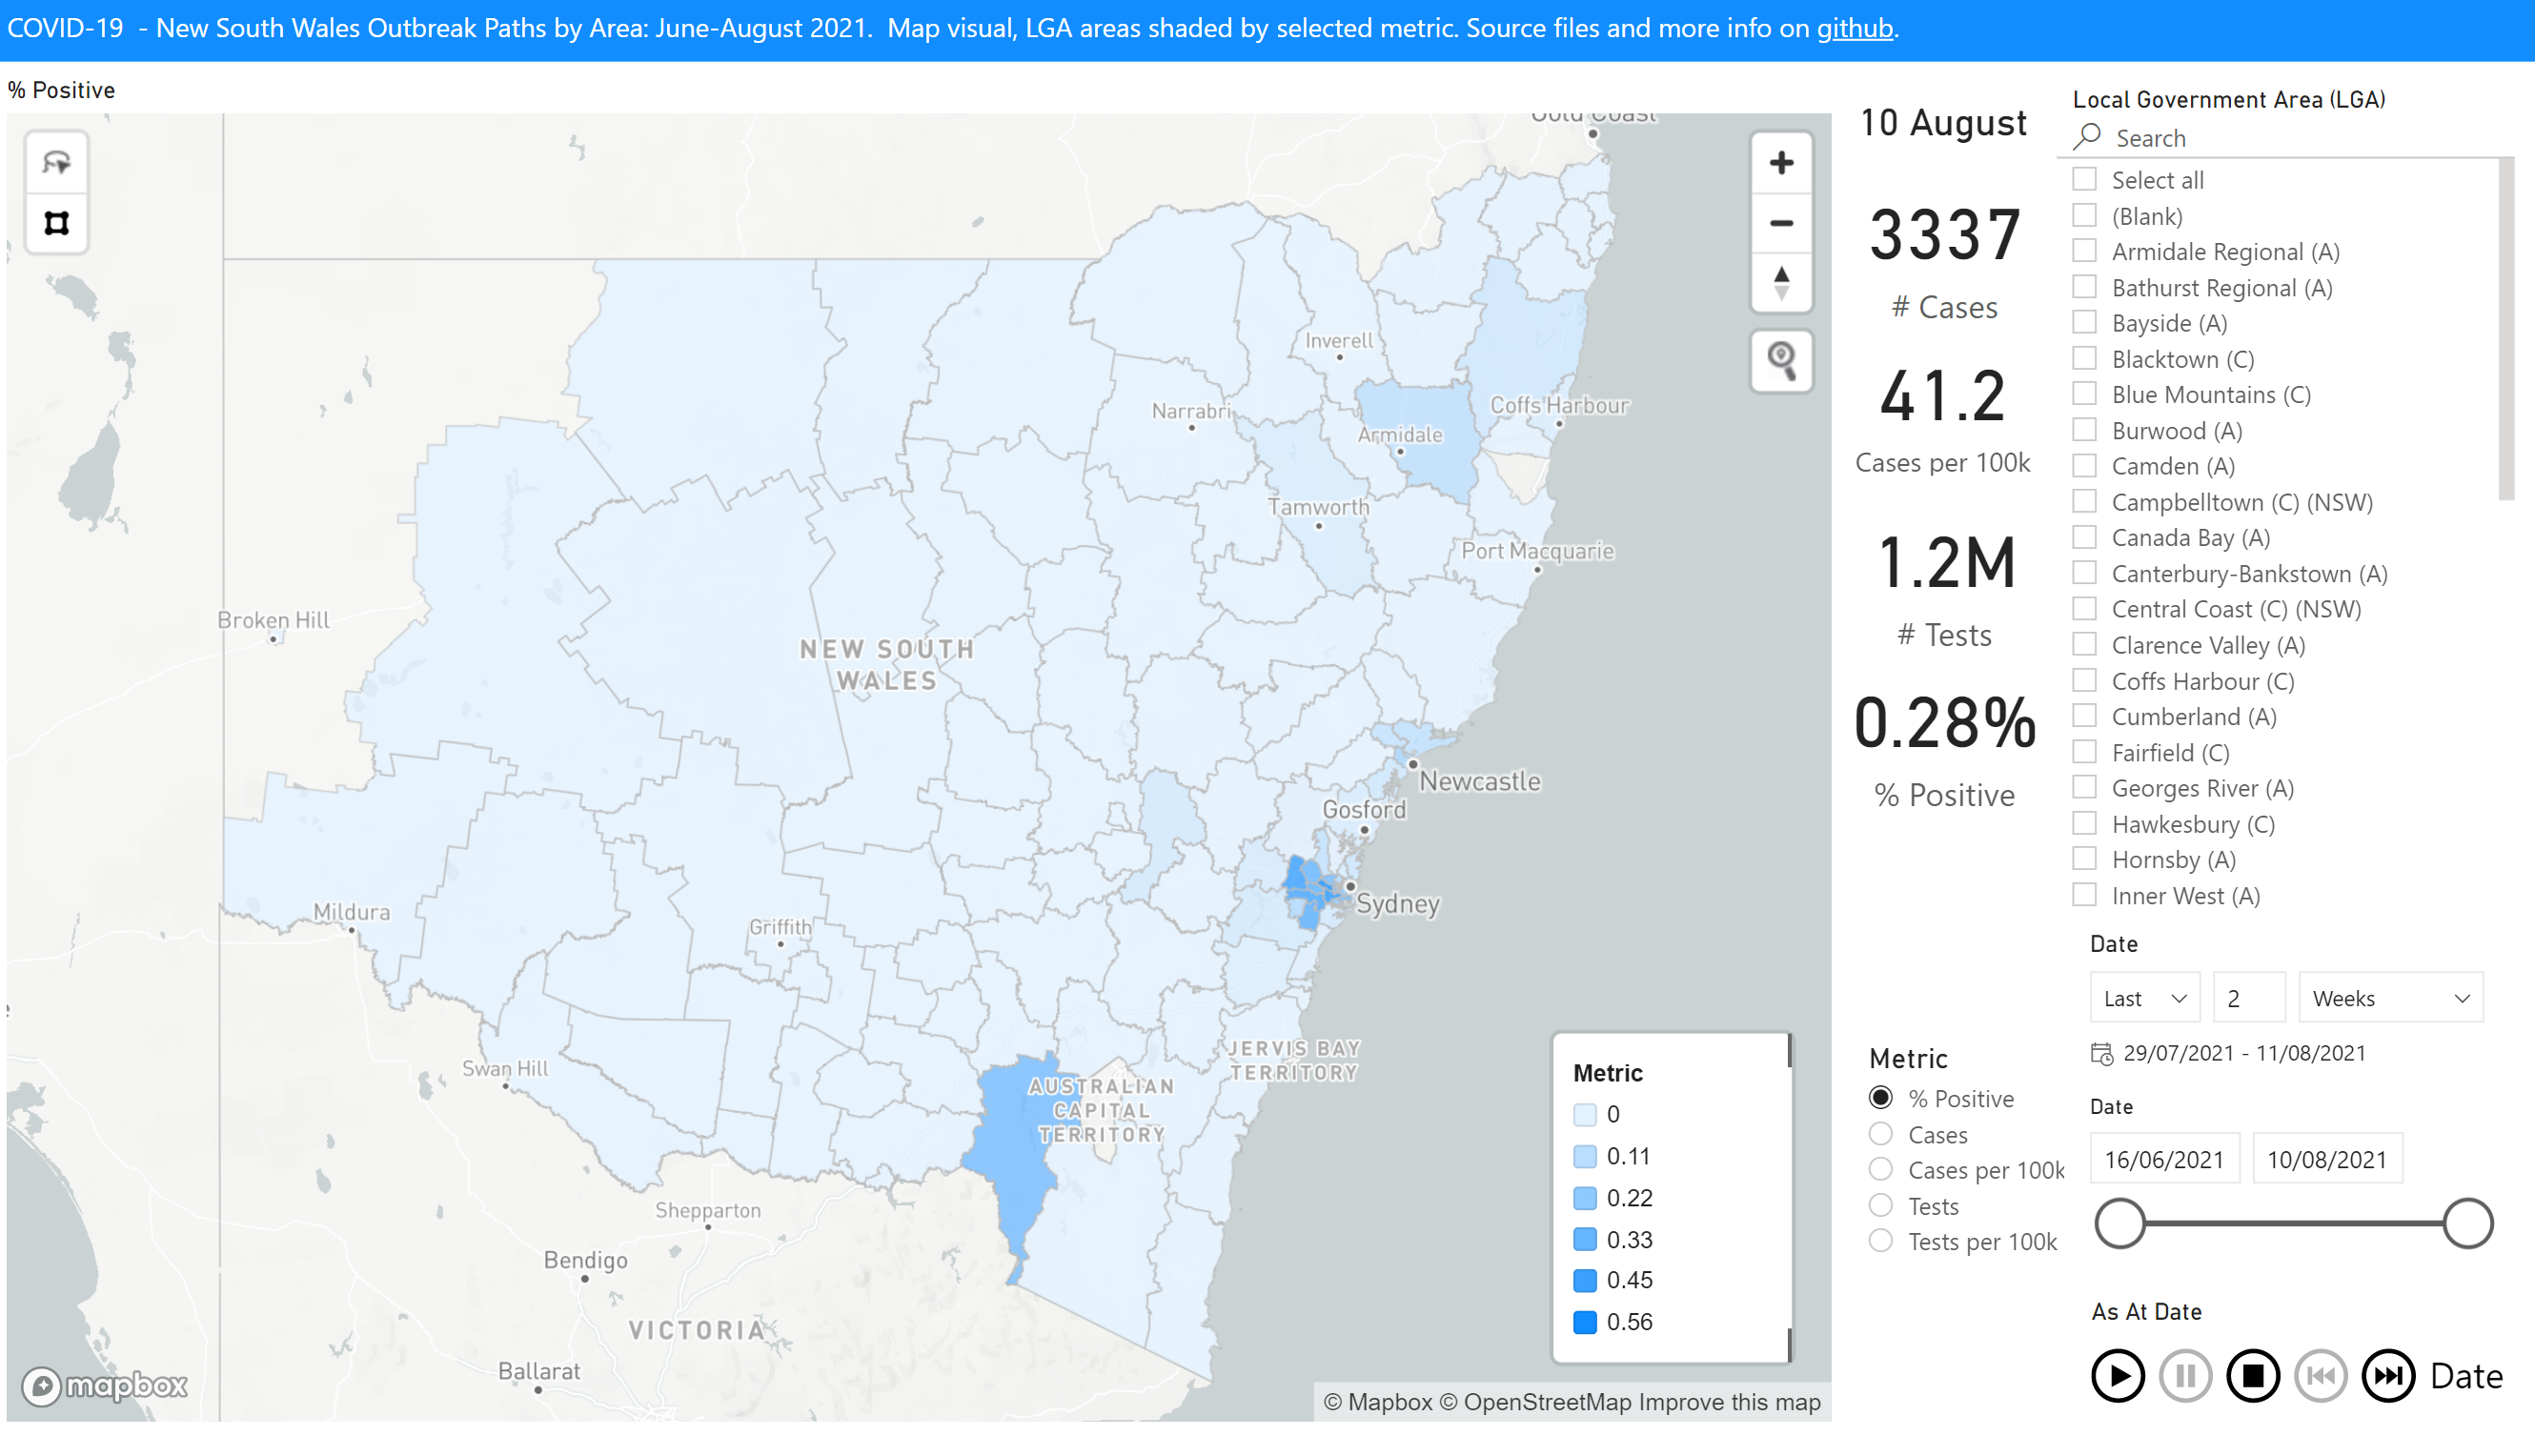 COVID-19  - New South Wales Outbreak Paths by Area: June-August 2021.  Map visual, LGA areas shaded by selected metric. Source files and more info on github.
% Positive
Gold Coast
Inverell
Narrabri
Coffs Harbour
Armidale
Tamworth
Port Macquarie
Broken Hill
NEW SOUTH
WALES
Newcastle
Gosford
Sydney
Mildura
Griffith
Swan Hill
JERVIS BAY
TERRITORY
AUSTRALIAN
CAPITAL
TERRITORY
Shepparton
Bendigo
VICTORIA
Ballarat
mapbox
Metric
0
0.11
0.22
0.33
0.45
0.56
© Mapbox © OpenStreetMap Improve this map
10 August
3337
# Cases
41.2
Cases per 100k
1.2M
# Tests
0.28%
% Positive
Metric
% Positive
Cases
Cases per 100k
Tests
Tests per 100k
Local Government Area (LGA)
Search
Select all
(Blank)
Armidale Regional (A)
Bathurst Regional (A)
Bayside (A)
Blacktown (C)
Blue Mountains (C)
Burwood (A)
Camden (A)
Campbelltown (C) (NSW)
Canada Bay (A)
Canterbury-Bankstown (A)
Central Coast (C) (NSW)
Clarence Valley (A)
Coffs Harbour (C)
Cumberland (A)
Fairfield (C)
Georges River (A)
Hawkesbury (C)
Hornsby (A)
Inner West (A)
Date
Last 2 Weeks
29/07/2021 - 11/08/2021
Date
16/06/2021 10/08/2021
As At Date
Date